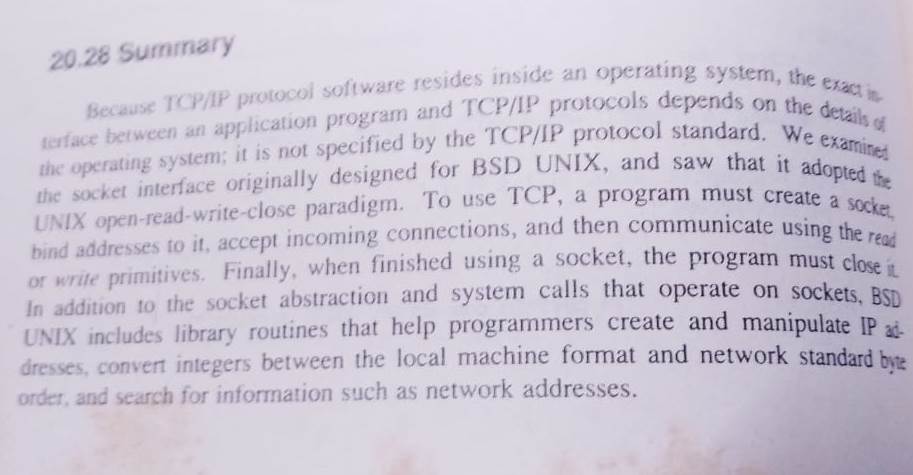 20.28 Summary
Because TCP/IP protocol software resides inside an operating system, the exact in-
terface between an application program and TCP/IP protocols depends on the details of
the operating system; it is not specified by the TCP/IP protocol standard. We examined
the socket interface originally designed for BSD UNIX, and saw that it adopted the
UNIX open-read-write-close paradigm. To use TCP, a program must create a socket,
bind addresses to it, accept incoming connections, and then communicate using the read
or write primitives. Finally, when finished using a socket, the program must close it.
In addition to the socket abstraction and system calls that operate on sockets, BSD
UNIX includes library routines that help programmers create and manipulate IP ad-
dresses, convert integers between the local machine format and network standard byte
order, and search for information such as network addresses.